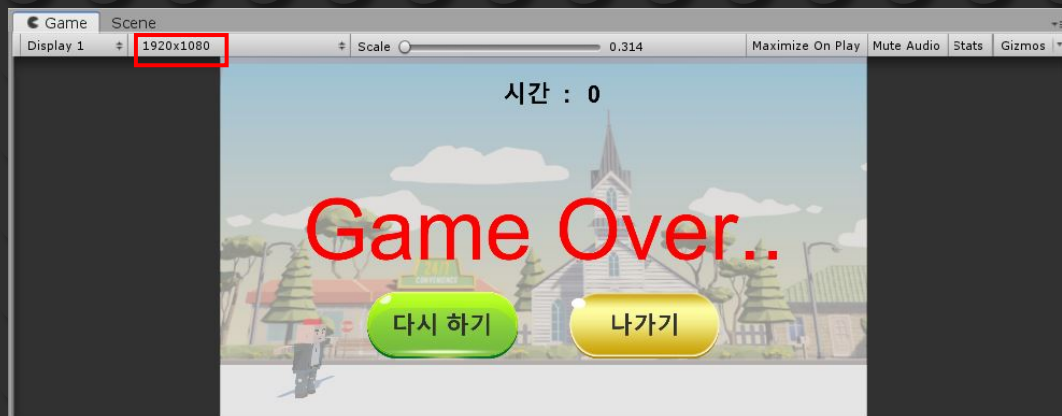 Game Scene
Display 1 1920x1080 Scale 0.314 Maximize On Play Mute Audio Stats Gizmos
시간 : 0
Game Over..
다시 하기 나가기